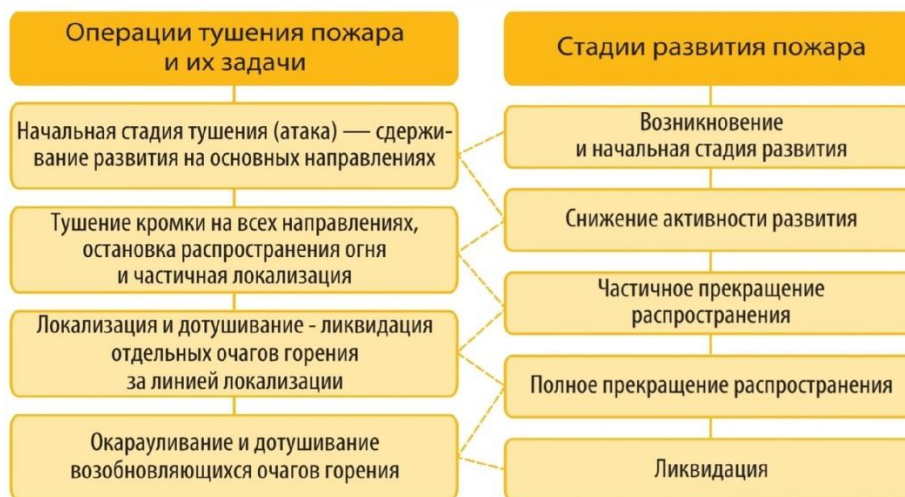 Операции тушения пожара
и их задачи
Начальная стадия тушения (атака) — сдержи-
вание развития на основных направлениях
Тушение кромки на всех направлениях,
остановка распространения огня
и частичная локализация
Локализация и дотушивание - ликвидация
отдельных очагов горения
за линией локализации
Окарауливание и дотушивание
возобновляющихся очагов горения
Стадии развития пожара
Возникновение
и начальная стадия развития
Снижение активности развития
Частичное прекращение
распространения
Полное прекращение распространения
Ликвидация